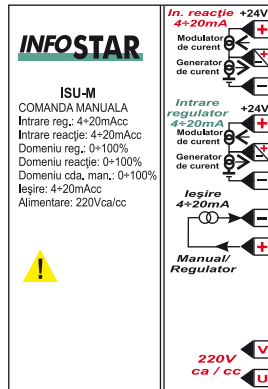 INFOSTAR
ISU-M
COMANDA MANUALA
Intrare reg.: 4÷20mAcc
Intrare reacţie: 4÷20mAcc
Domeniu reg.: 0÷100%
Domeniu reacţie: 0÷100%
Domeniu cda. man.: 0÷100%
Ieşire: 4÷20mAcc
Alimentare: 220Vca/cc
!
In. reacţie +24V
4÷20mA
+
Modulator
de curent
+
Generator
de curent
−
Intrare
regulator +24V
4÷20mA
+
Modulator
de curent
+
Generator
de curent
−
Ieşire
4÷20mA
−
+
Manual/
Regulator
V
220V
ca / cc
U